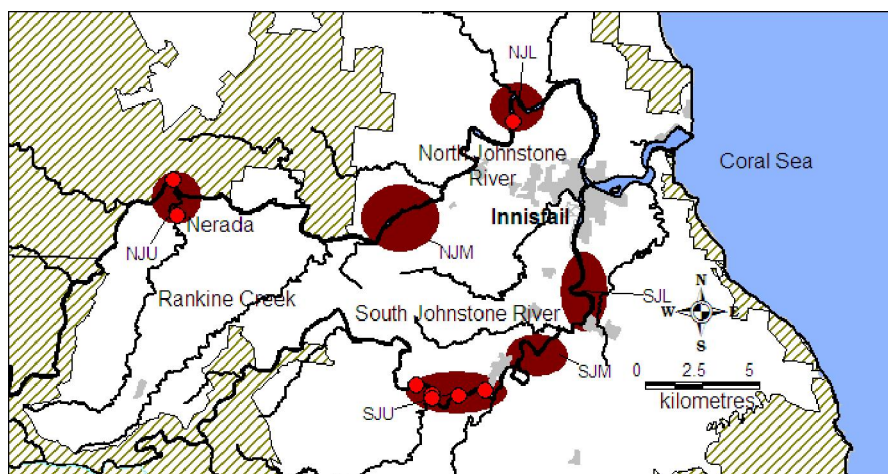 NJL
North Johnstone
River
Coral Sea
Innisfail
NJU
Nerada
NJM
Rankine Creek
South Johnstone River
SJL
N
W
E
S
SJM
SJU
0 2.5 5
kilometres